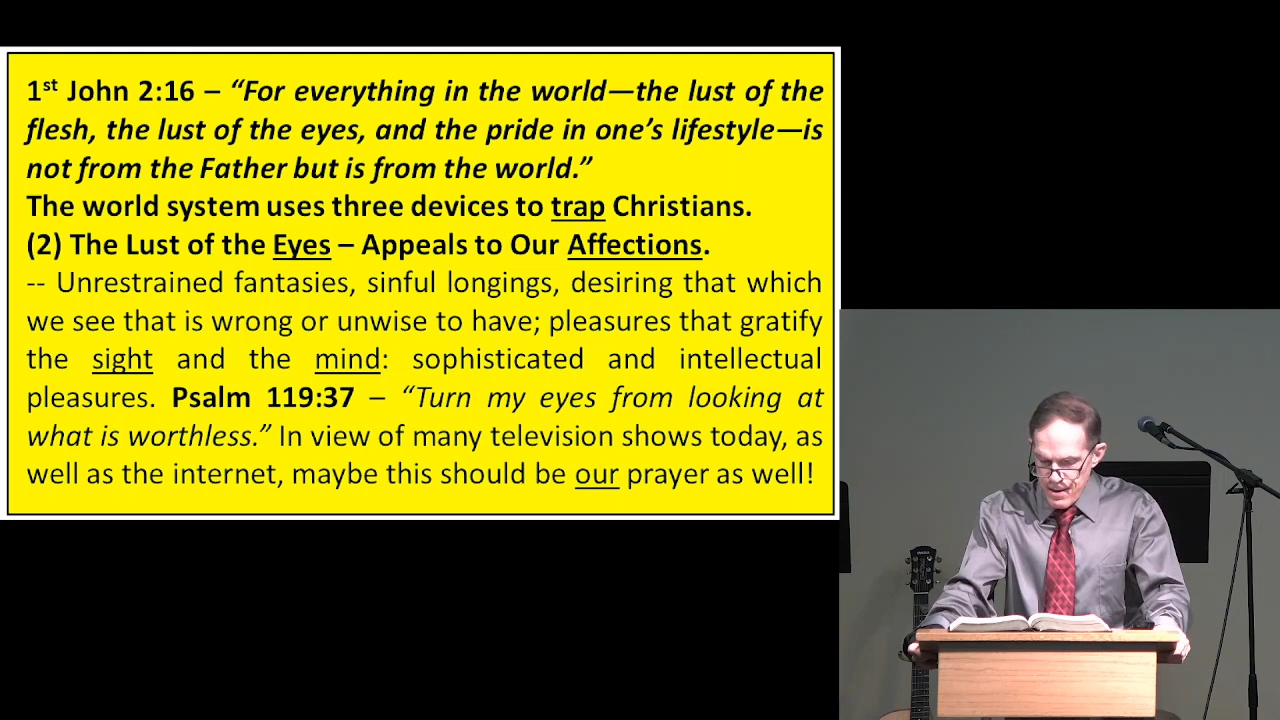 1st John 2:16 – “For everything in the world—the lust of the
flesh, the lust of the eyes, and the pride in one’s lifestyle—is
not from the Father but is from the world.”
The world system uses three devices to trap Christians.
(2) The Lust of the Eyes – Appeals to Our Affections.
-- Unrestrained fantasies, sinful longings, desiring that which
we see that is wrong or unwise to have; pleasures that gratify
the sight and the mind: sophisticated and intellectual
pleasures. Psalm 119:37 – “Turn my eyes from looking at
what is worthless.” In view of many television shows today, as
well as the internet, maybe this should be our prayer as well!